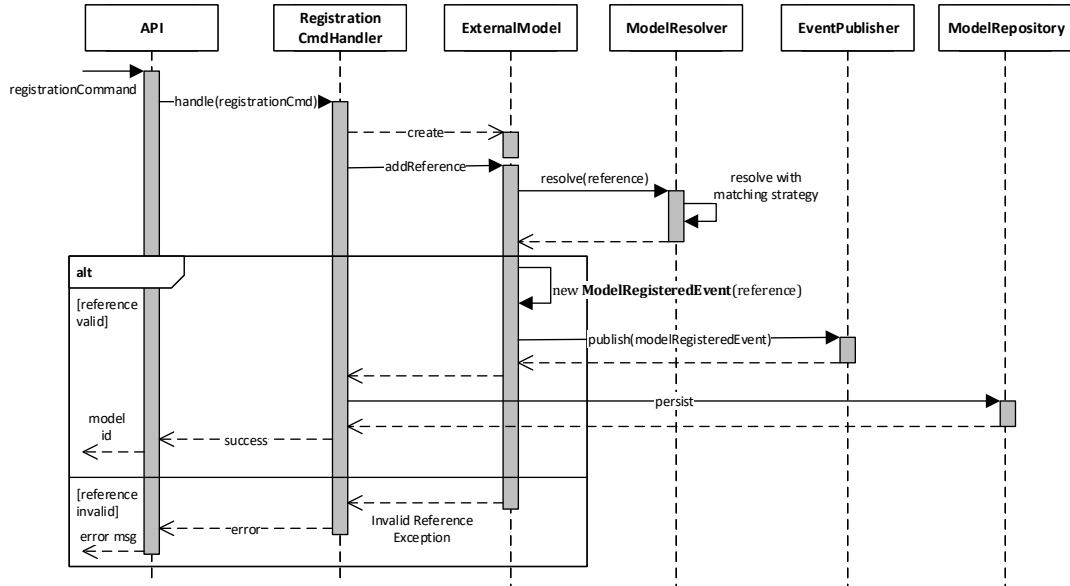 API
Registration
CmdHandler
ExternalModel
ModelResolver
EventPublisher
ModelRepository
registrationCommand
handle(registrationCmd)
create
addReference
resolve(reference)
resolve with
matching strategy
alt
[reference
valid]
new ModelRegisteredEvent(reference)
publish(modelRegisteredEvent)
persist
model
id
success
[reference
invalid]
Invalid Reference
Exception
error
error msg